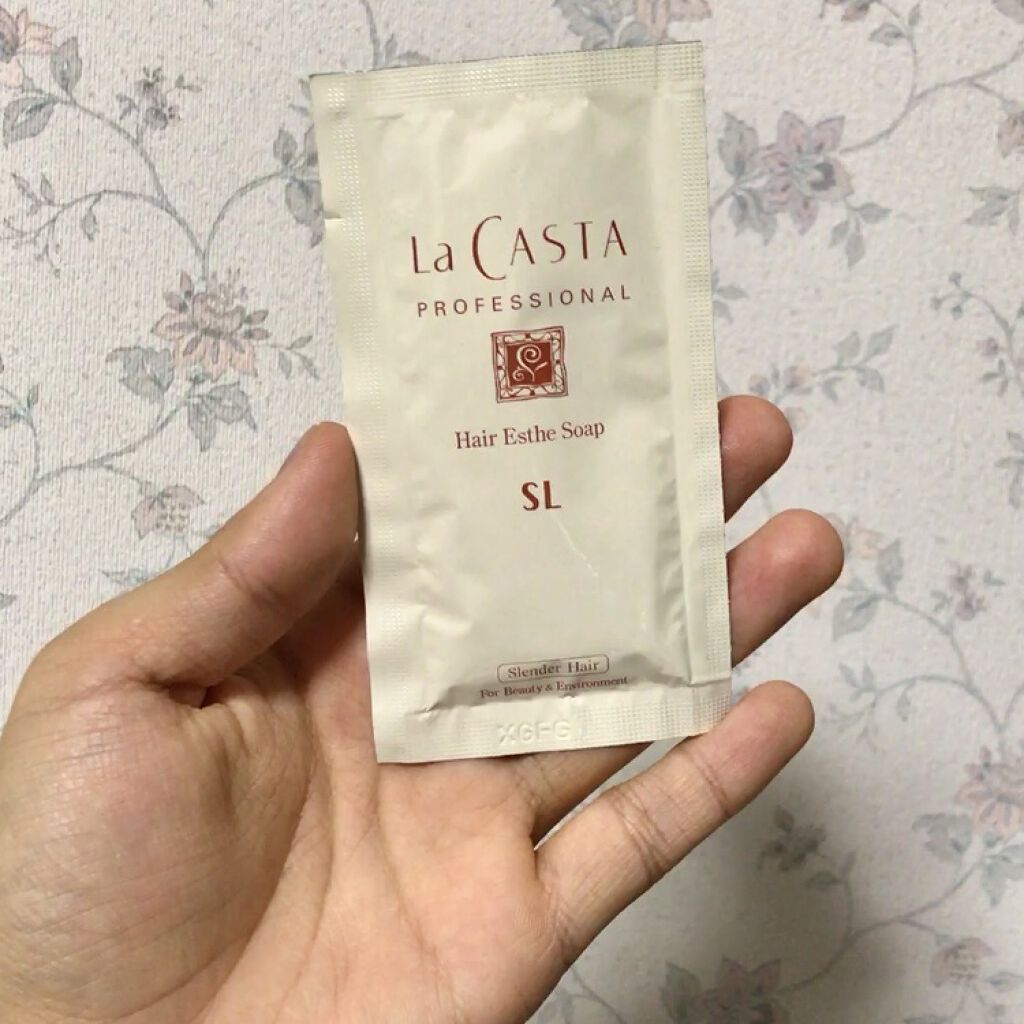 La CASTA
PROFESSIONAL
Hair Esthe Soap
SL
Slender Hair
For Beauty & Environment